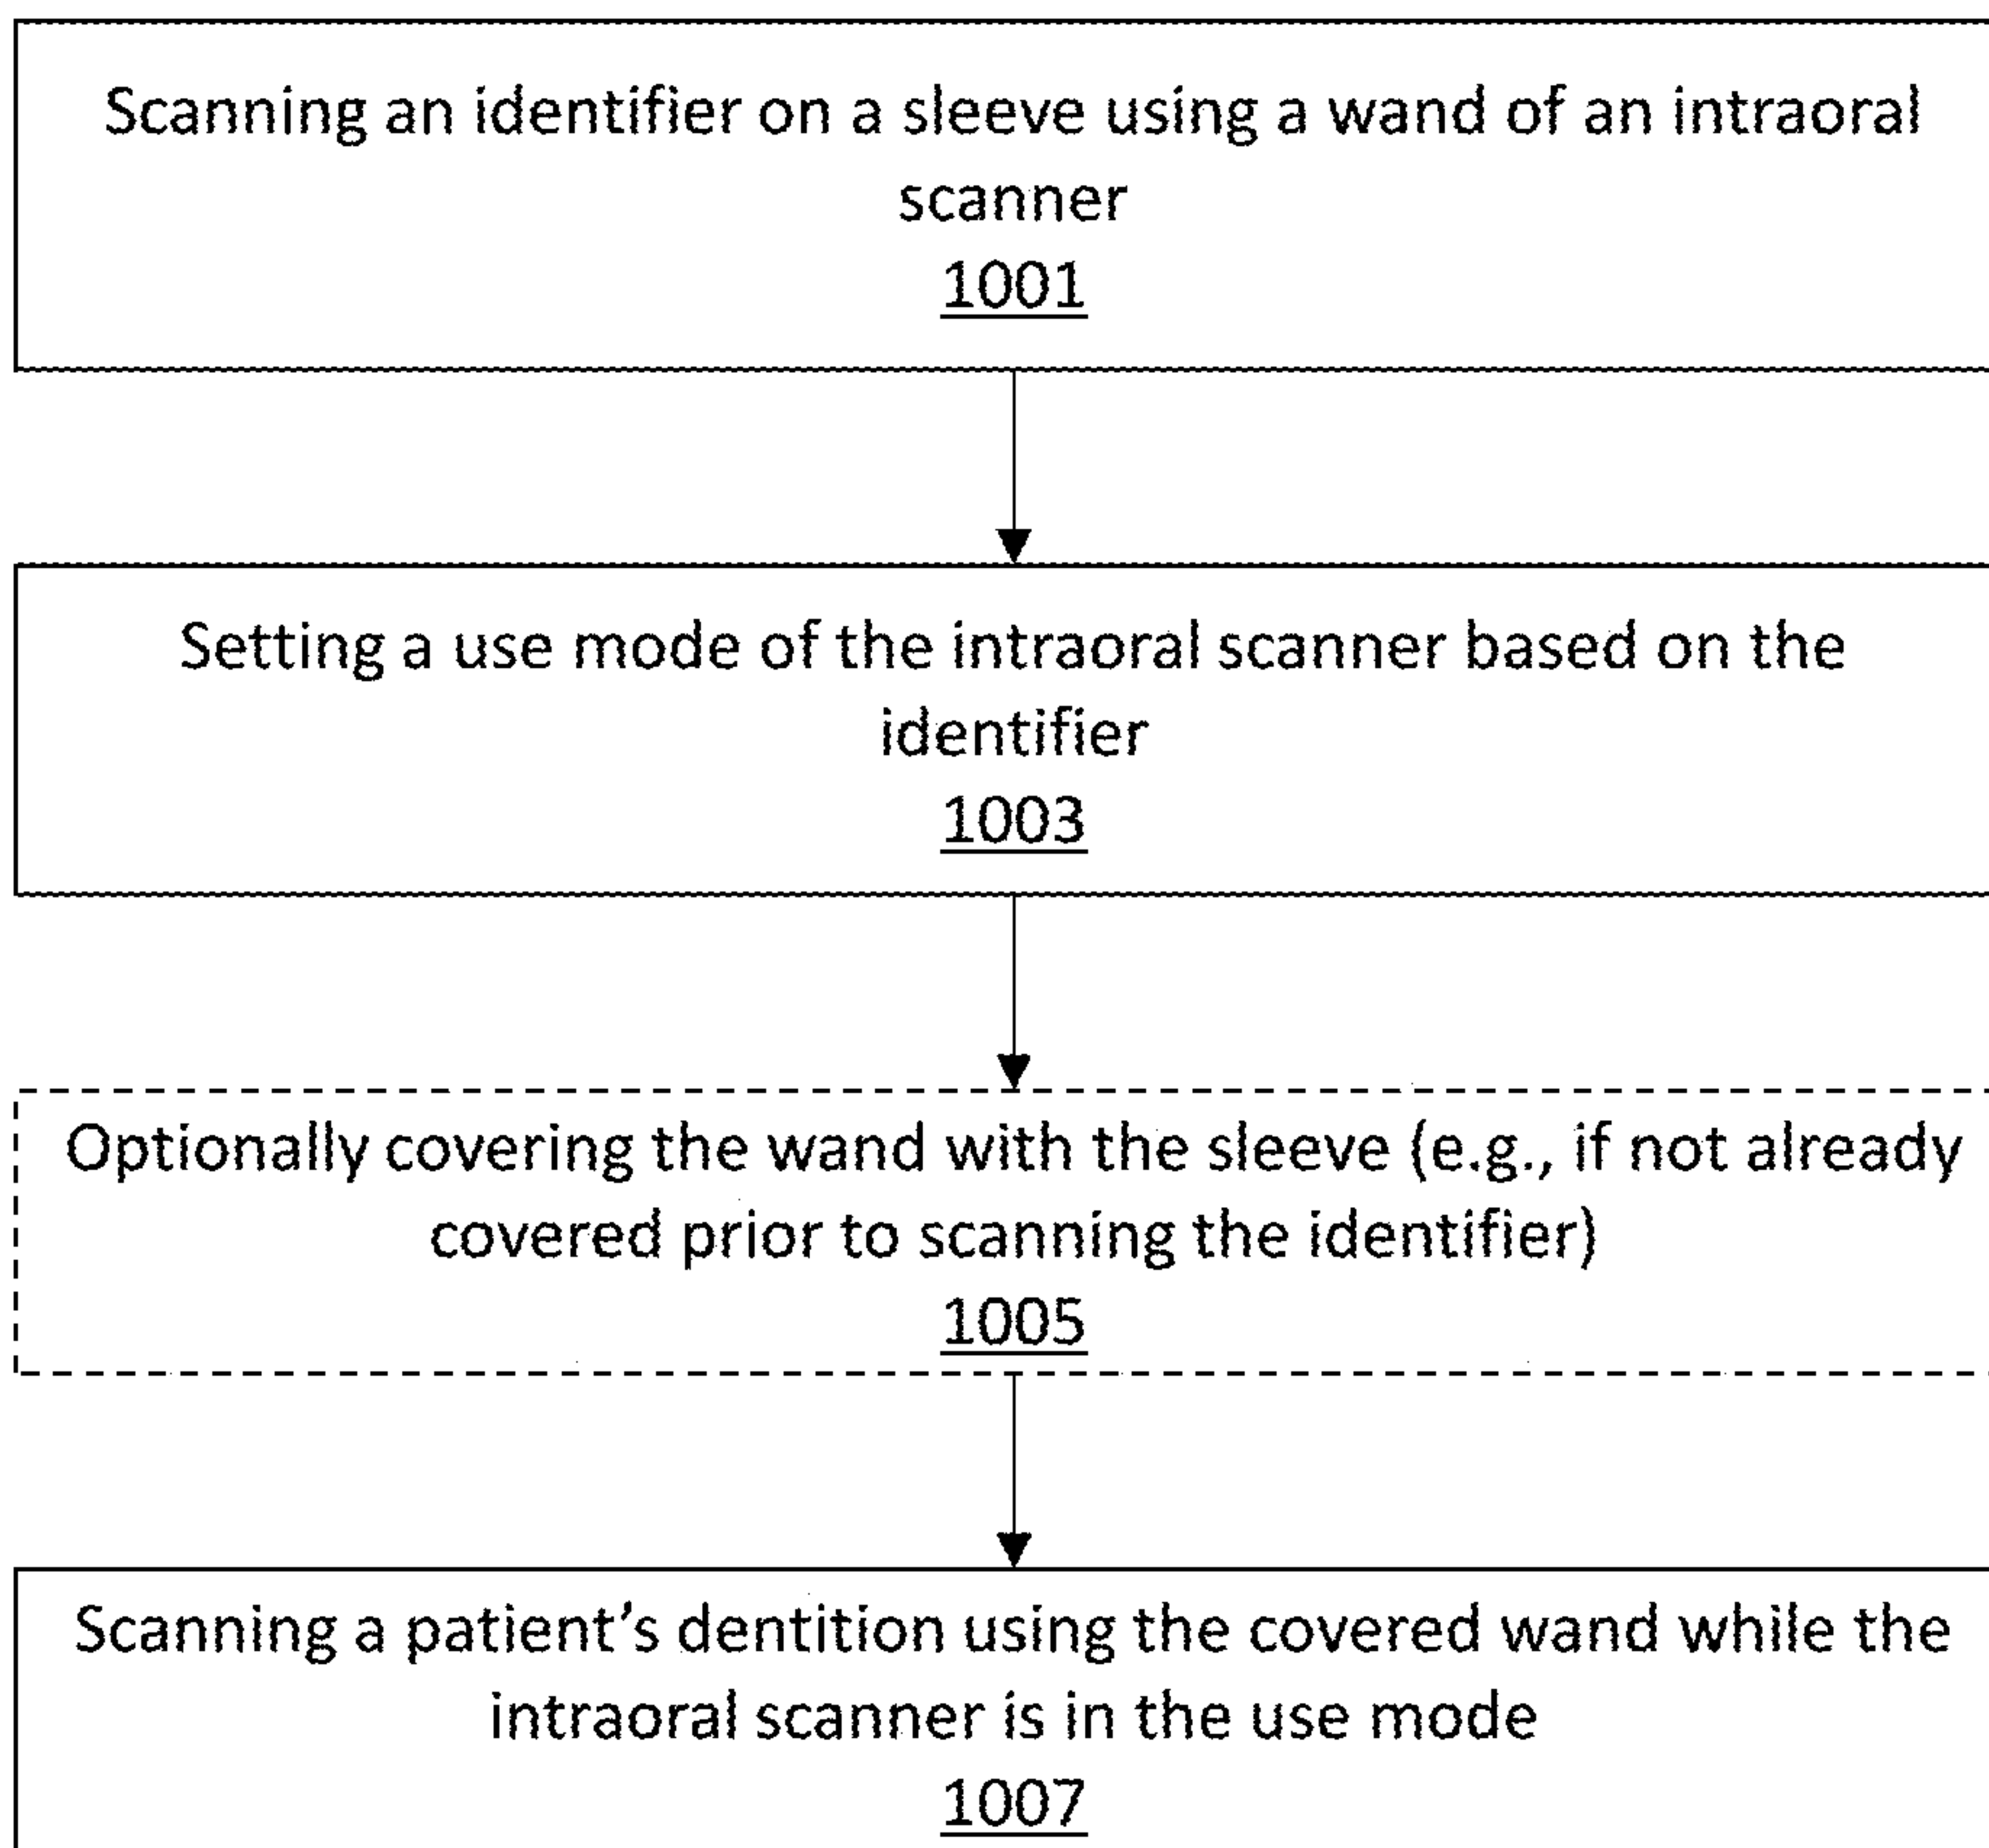 Scanning an identifier on a sleeve using a wand of an intraoral
scanner
1001
Setting a use mode of the intraoral scanner based on the
identifier
1003
Optionally covering the wand with the sleeve (e.g., if not already
covered prior to scanning the identifier)
1005
Scanning a patient’s dentition using the covered wand while the
intraoral scanner is in the use mode
1007